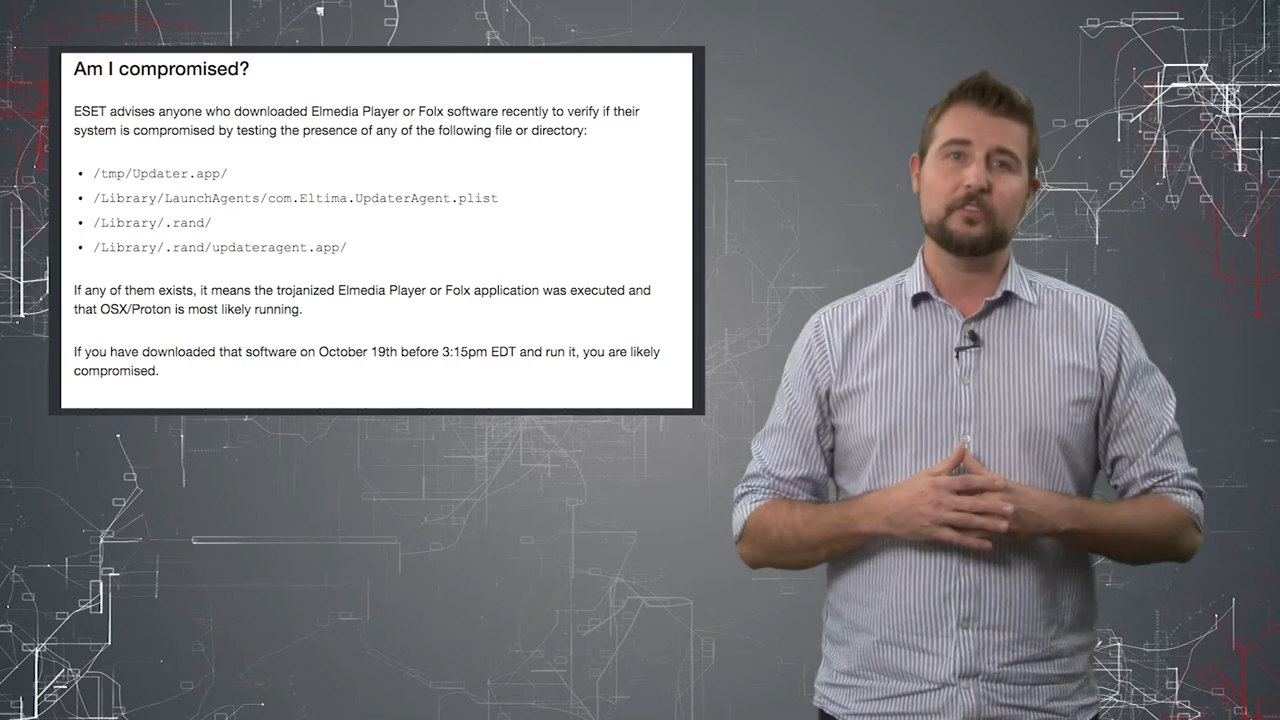 Am I compromised?
ESET advises anyone who downloaded Elmedia Player or Folx software recently to verify if their
system is compromised by testing the presence of any of the following file or directory:
• /tmp/Updater.app/
• /Library/LaunchAgents/com.Eltima.UpdaterAgent.plist
• /Library/.rand/
• /Library/.rand/updateragent.app/
If any of them exists, it means the trojanized Elmedia Player or Folx application was executed and
that OSX/Proton is most likely running.
If you have downloaded that software on October 19th before 3:15pm EDT and run it, you are likely
compromised.